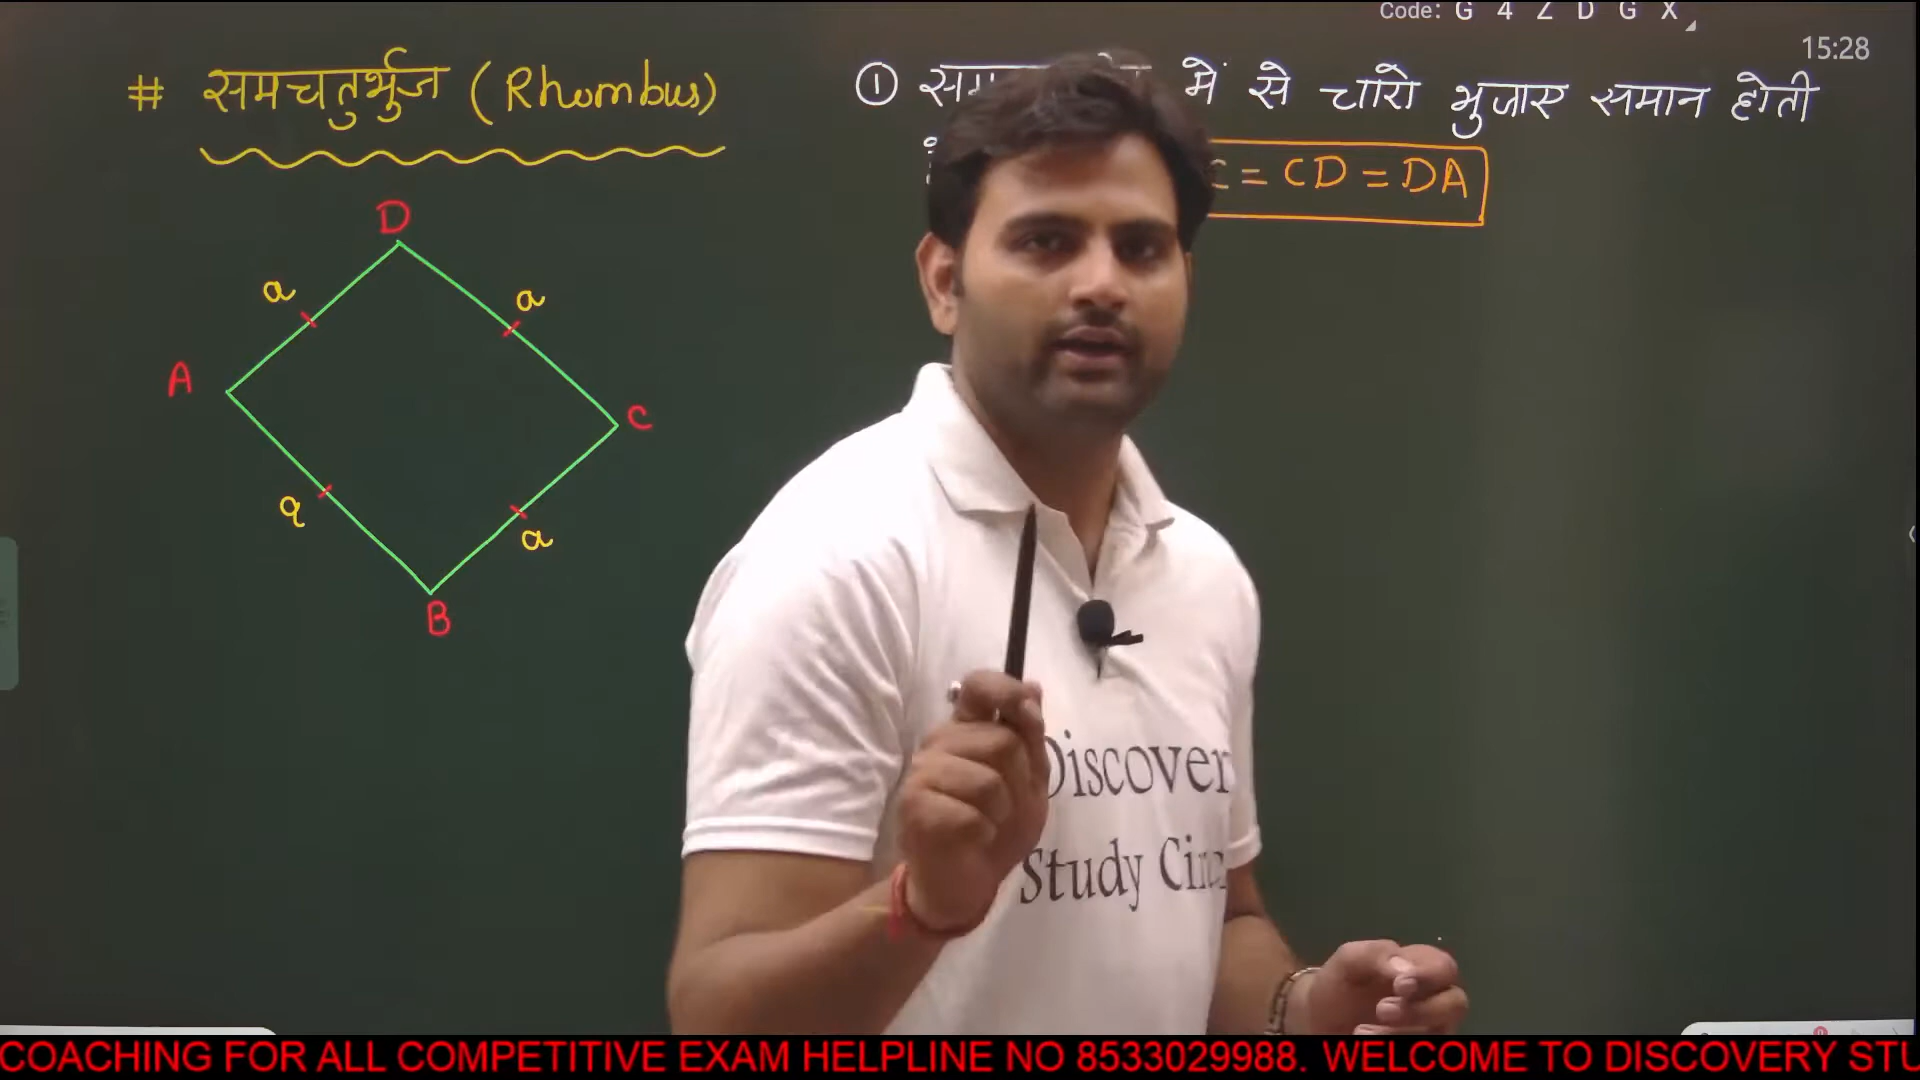 Code: G 4 Z D G X
15:28
# समचतुर्भुज (Rhombus)
① में से चारो भुजाए समान होती
= CD = DA
D
a
a
A
C
a
a
B
Discover
Study Circ
COACHING FOR ALL COMPETITIVE EXAM HELPLINE NO 8533029988. WELCOME TO DISCOVERY STU